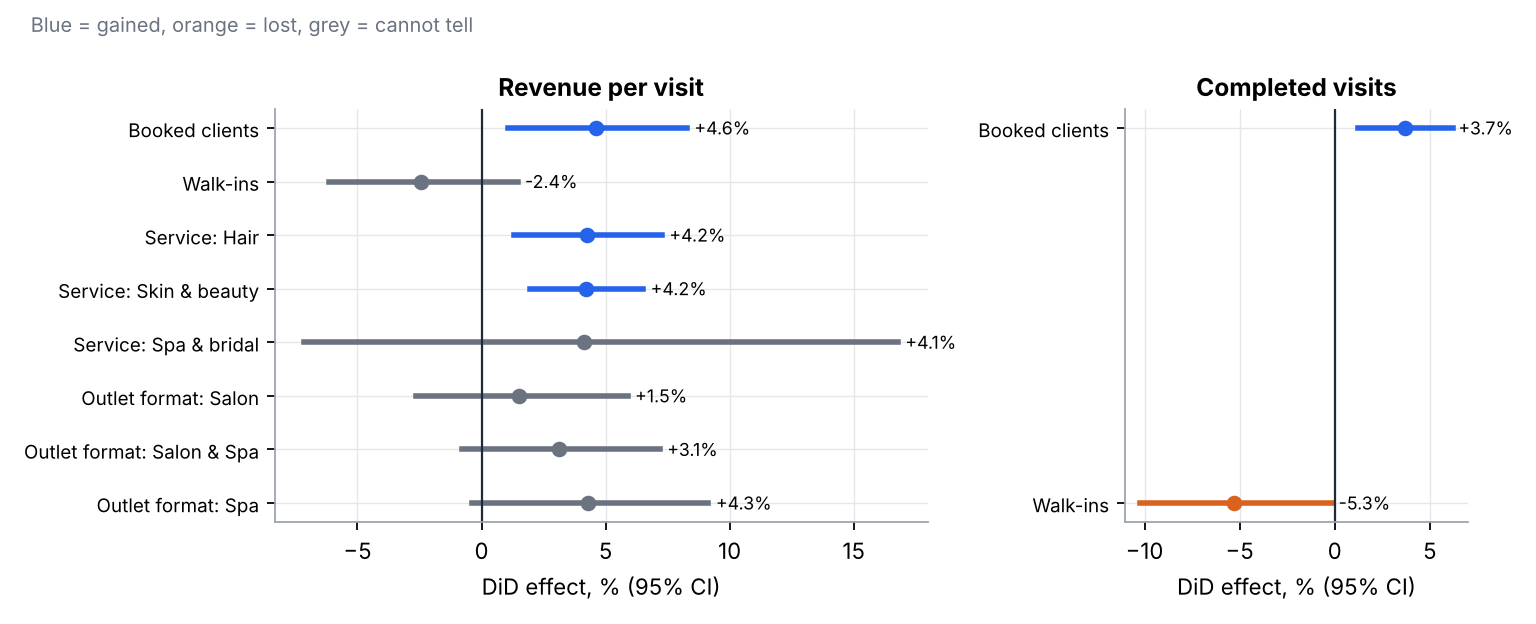 Blue = gained, orange = lost, grey = cannot tell
Revenue per visit
Booked clients
+4.6%
Walk-ins
-2.4%
Service: Hair
+4.2%
Service: Skin & beauty
+4.2%
Service: Spa & bridal
+4.1%
Outlet format: Salon
+1.5%
Outlet format: Salon & Spa
+3.1%
Outlet format: Spa
+4.3%
−5 0 5 10 15
DiD effect, % (95% CI)
Completed visits
Booked clients
+3.7%
Walk-ins
-5.3%
−10 −5 0 5
DiD effect, % (95% CI)